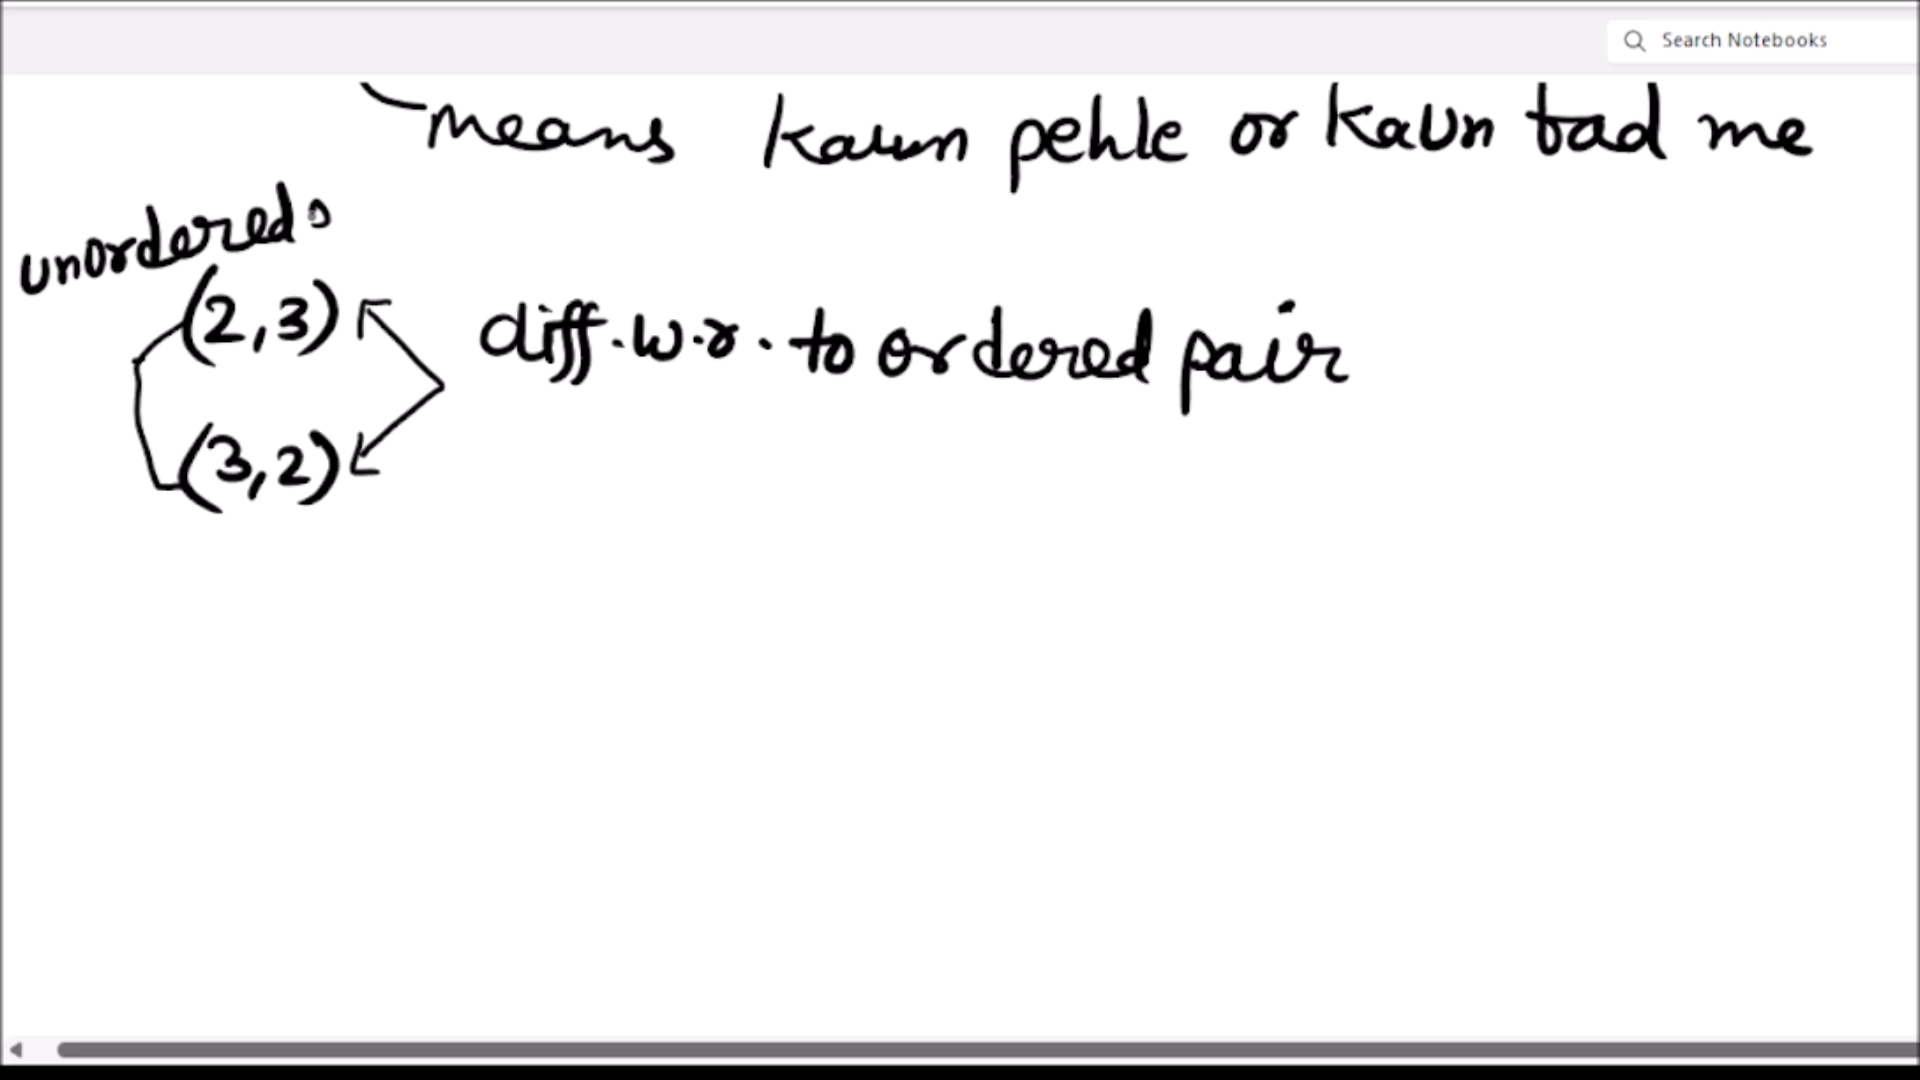 Search Notebooks
means kaun pehle or kaun bad me
unordered
(2,3)
diff. w.r. to ordered pair
(3,2)